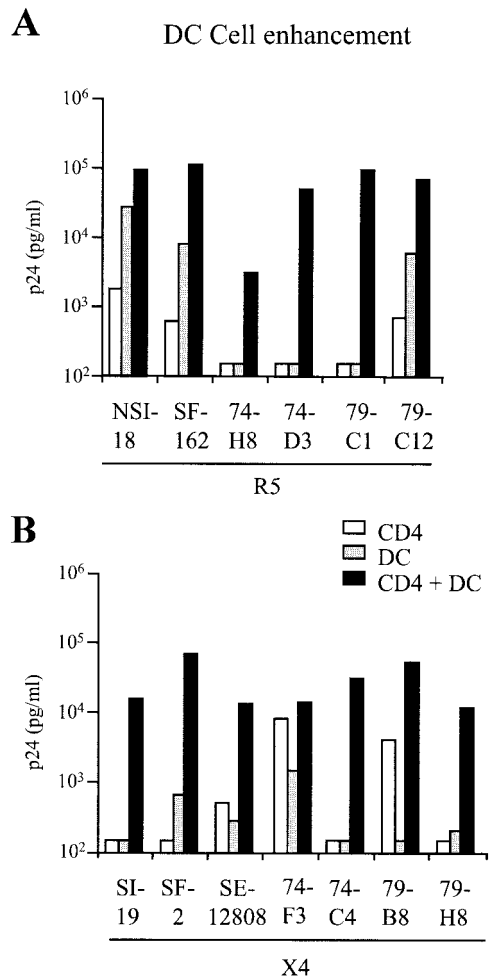 A
DC Cell enhancement
10⁶
10⁵
10⁴
10³
10²
p24 (pg/ml)
NSI- SF- 74- 74- 79- 79-
18 162 H8 D3 C1 C12
R5
B
CD4
DC
CD4 + DC
10⁶
10⁵
10⁴
10³
10²
p24 (pg/ml)
SI- SF- SE- 74- 74- 79- 79-
19 2 12808 F3 C4 B8 H8
X4